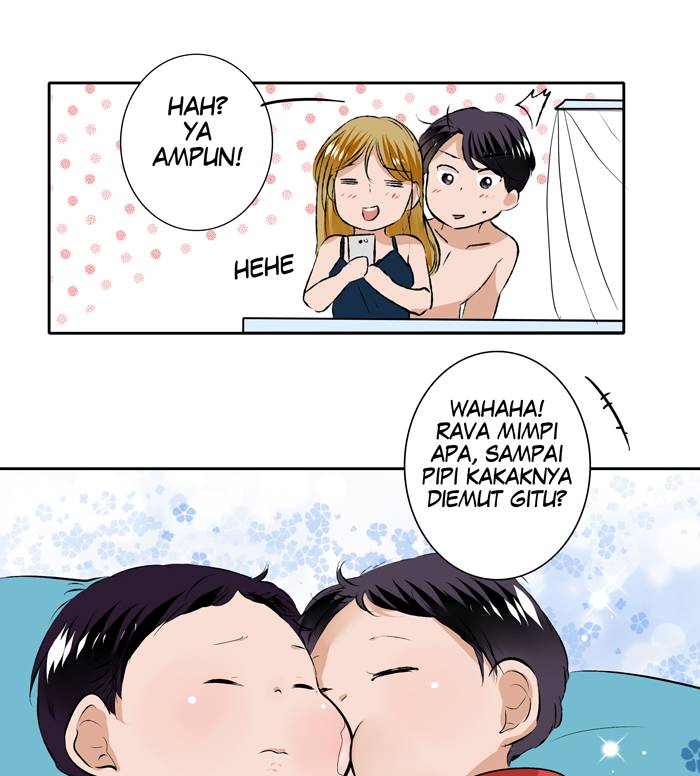 HAH?
YA
AMPUN!
HEHE
WAHAHA!
RAVA MIMPI
APA, SAMPAI
PIPI KAKAKNYA
DIEMUT GITU?